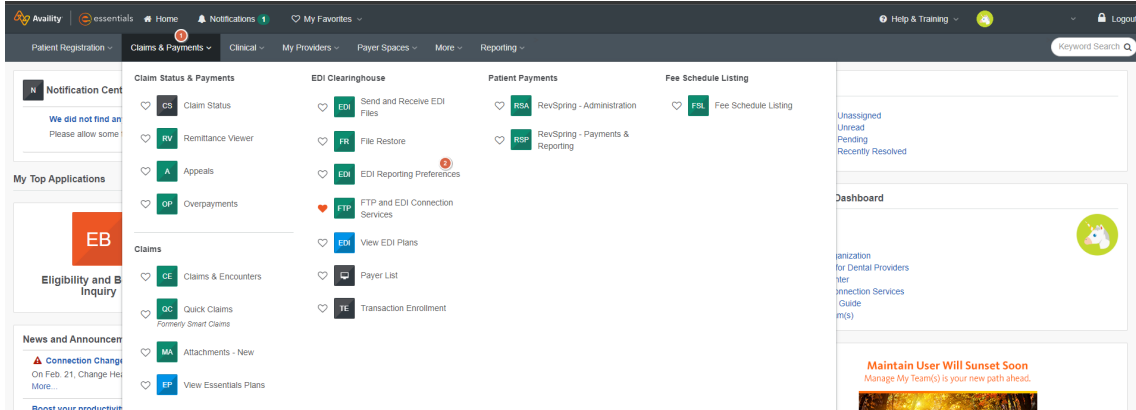 Availity essentials Home Notifications 1 My Favorites Help & Training Logout
1
Patient Registration Claims & Payments Clinical My Providers Payer Spaces More Reporting Keyword Search
N Notification Cent
We did not find an
Please allow some
My Top Applications
EB
Eligibility and B
Inquiry
News and Announcem
Connection Change
On Feb. 21, Change Hea
More...
Boost your productivit
Claim Status & Payments
CS Claim Status
RV Remittance Viewer
A Appeals
OP Overpayments
Claims
CE Claims & Encounters
QC Quick Claims
Formerly Smart Claims
MA Attachments - New
EP View Essentials Plans
EDI Clearinghouse
EDI Send and Receive EDI
Files
FR File Restore
2
EDI EDI Reporting Preferences
FTP FTP and EDI Connection
Services
EDI View EDI Plans
Payer List
TE Transaction Enrollment
Patient Payments
RSA RevSpring - Administration
RSP RevSpring - Payments &
Reporting
Fee Schedule Listing
FSL Fee Schedule Listing
Unassigned
Unread
Pending
Recently Resolved
Dashboard
anization
for Dental Providers
nter
onnection Services
Guide
m(s)
Maintain User Will Sunset Soon
Manage My Team(s) is your new path ahead.